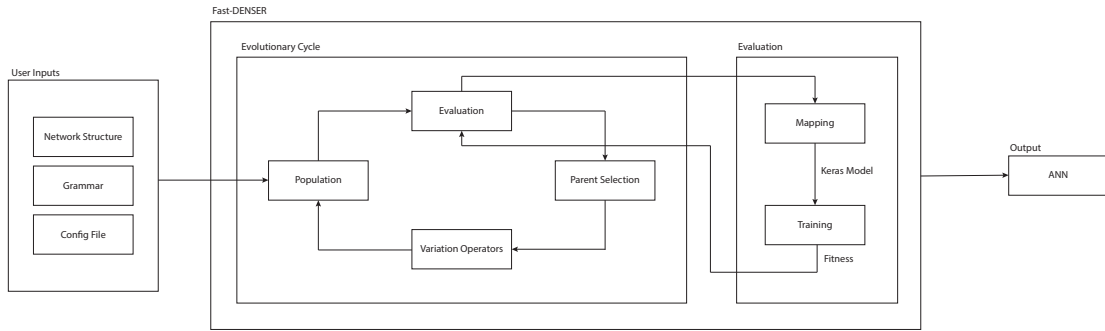 Fast-DENSER
User Inputs
Network Structure
Grammar
Config File
Evolutionary Cycle
Evaluation
Population
Parent Selection
Variation Operators
Evaluation
Mapping
Keras Model
Training
Fitness
Output
ANN